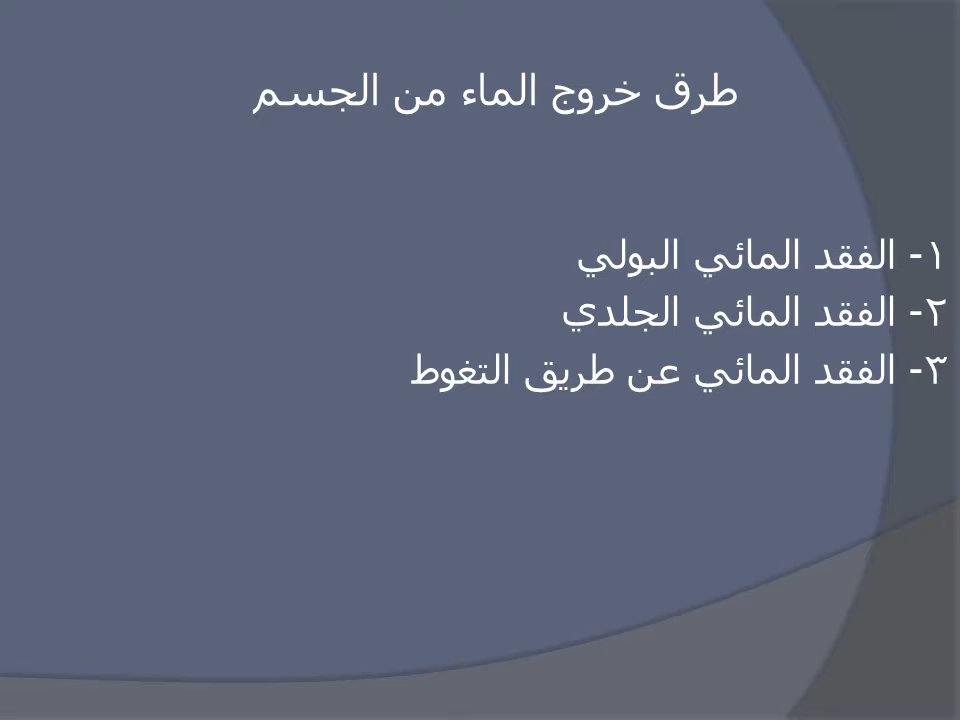 طرق خروج الماء من الجسم
١- الفقد المائي البولي
٢- الفقد المائي الجلدي
٣- الفقد المائي عن طريق التغوط